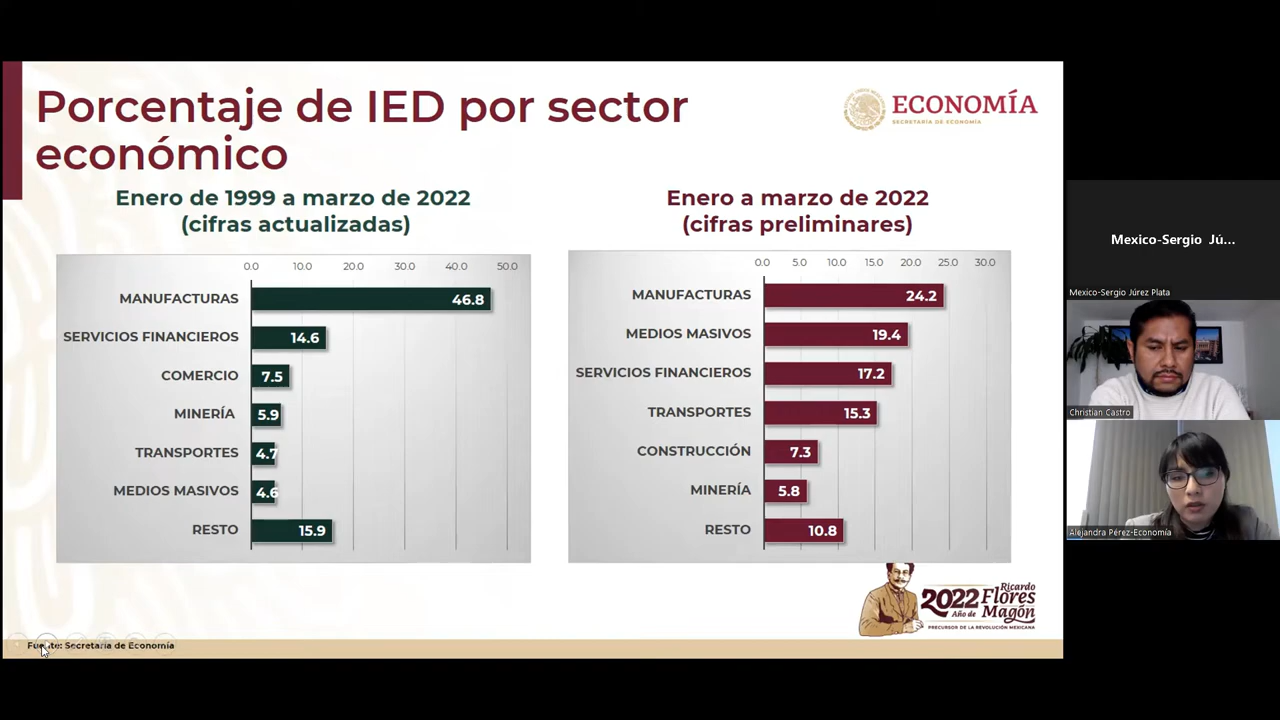 Porcentaje de IED por sector
económico
ECONOMÍA
SECRETARÍA DE ECONOMÍA
Enero de 1999 a marzo de 2022
(cifras actualizadas)
0.0 10.0 20.0 30.0 40.0 50.0
MANUFACTURAS 46.8
SERVICIOS FINANCIEROS 14.6
COMERCIO 7.5
MINERÍA 5.9
TRANSPORTES 4.7
MEDIOS MASIVOS 4.6
RESTO 15.9
Enero a marzo de 2022
(cifras preliminares)
0.0 5.0 10.0 15.0 20.0 25.0 30.0
MANUFACTURAS 24.2
MEDIOS MASIVOS 19.4
SERVICIOS FINANCIEROS 17.2
TRANSPORTES 15.3
CONSTRUCCIÓN 7.3
MINERÍA 5.8
RESTO 10.8
2022 Ricardo
Año de Flores
Magón
PRECURSOR DE LA REVOLUCIÓN MEXICANA
Fuente: Secretaría de Economía
Mexico-Sergio Jú...
Mexico-Sergio Júrez Plata
Christian Castro
Alejandra Pérez-Economía